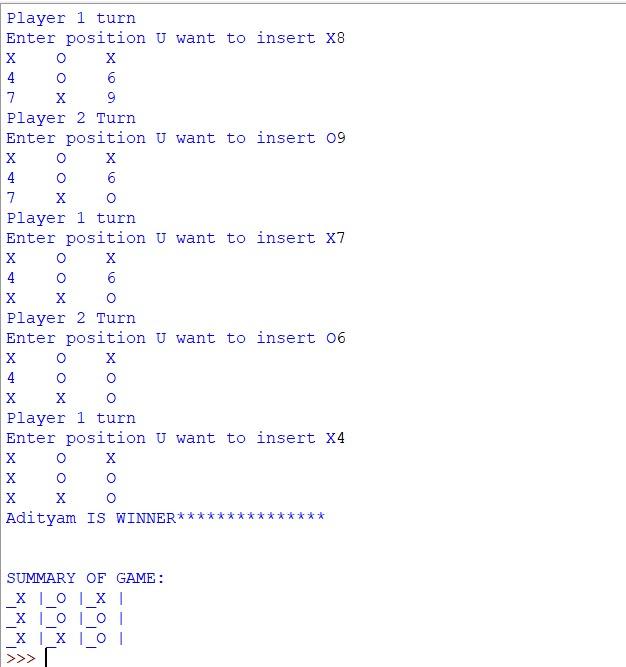 Player 1 turn
Enter position U want to insert X8
X O X
4 O 6
7 X 9
Player 2 Turn
Enter position U want to insert O9
X O X
4 O 6
7 X O
Player 1 turn
Enter position U want to insert X7
X O X
4 O 6
X X O
Player 2 Turn
Enter position U want to insert O6
X O X
4 O O
X X O
Player 1 turn
Enter position U want to insert X4
X O X
X O O
X X O
Adityam IS WINNER***************
SUMMARY OF GAME:
_X |_O |_X |
_X |_O |_O |
_X |_X |_O |
>>>